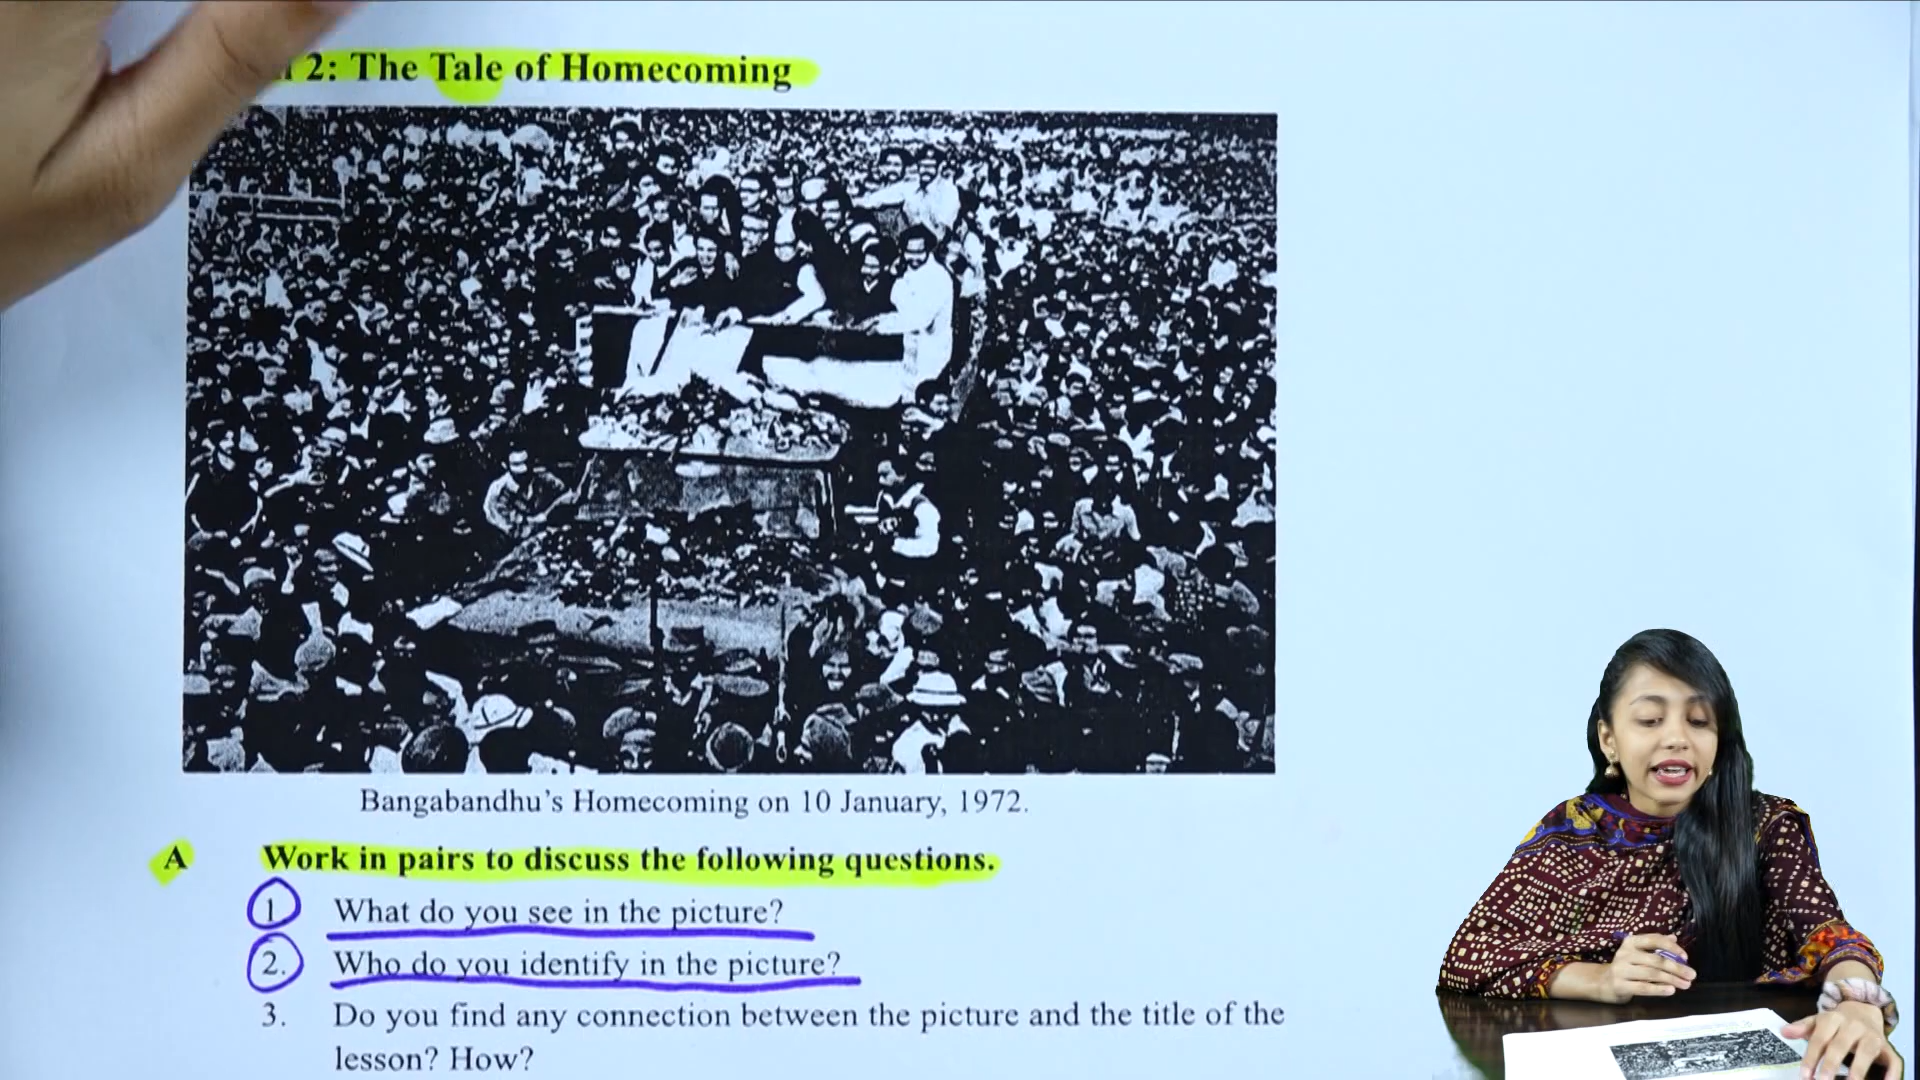 2: The Tale of Homecoming
Bangabandhu's Homecoming on 10 January, 1972.
A Work in pairs to discuss the following questions.
1. What do you see in the picture?
2. Who do you identify in the picture?
3. Do you find any connection between the picture and the title of the
lesson? How?